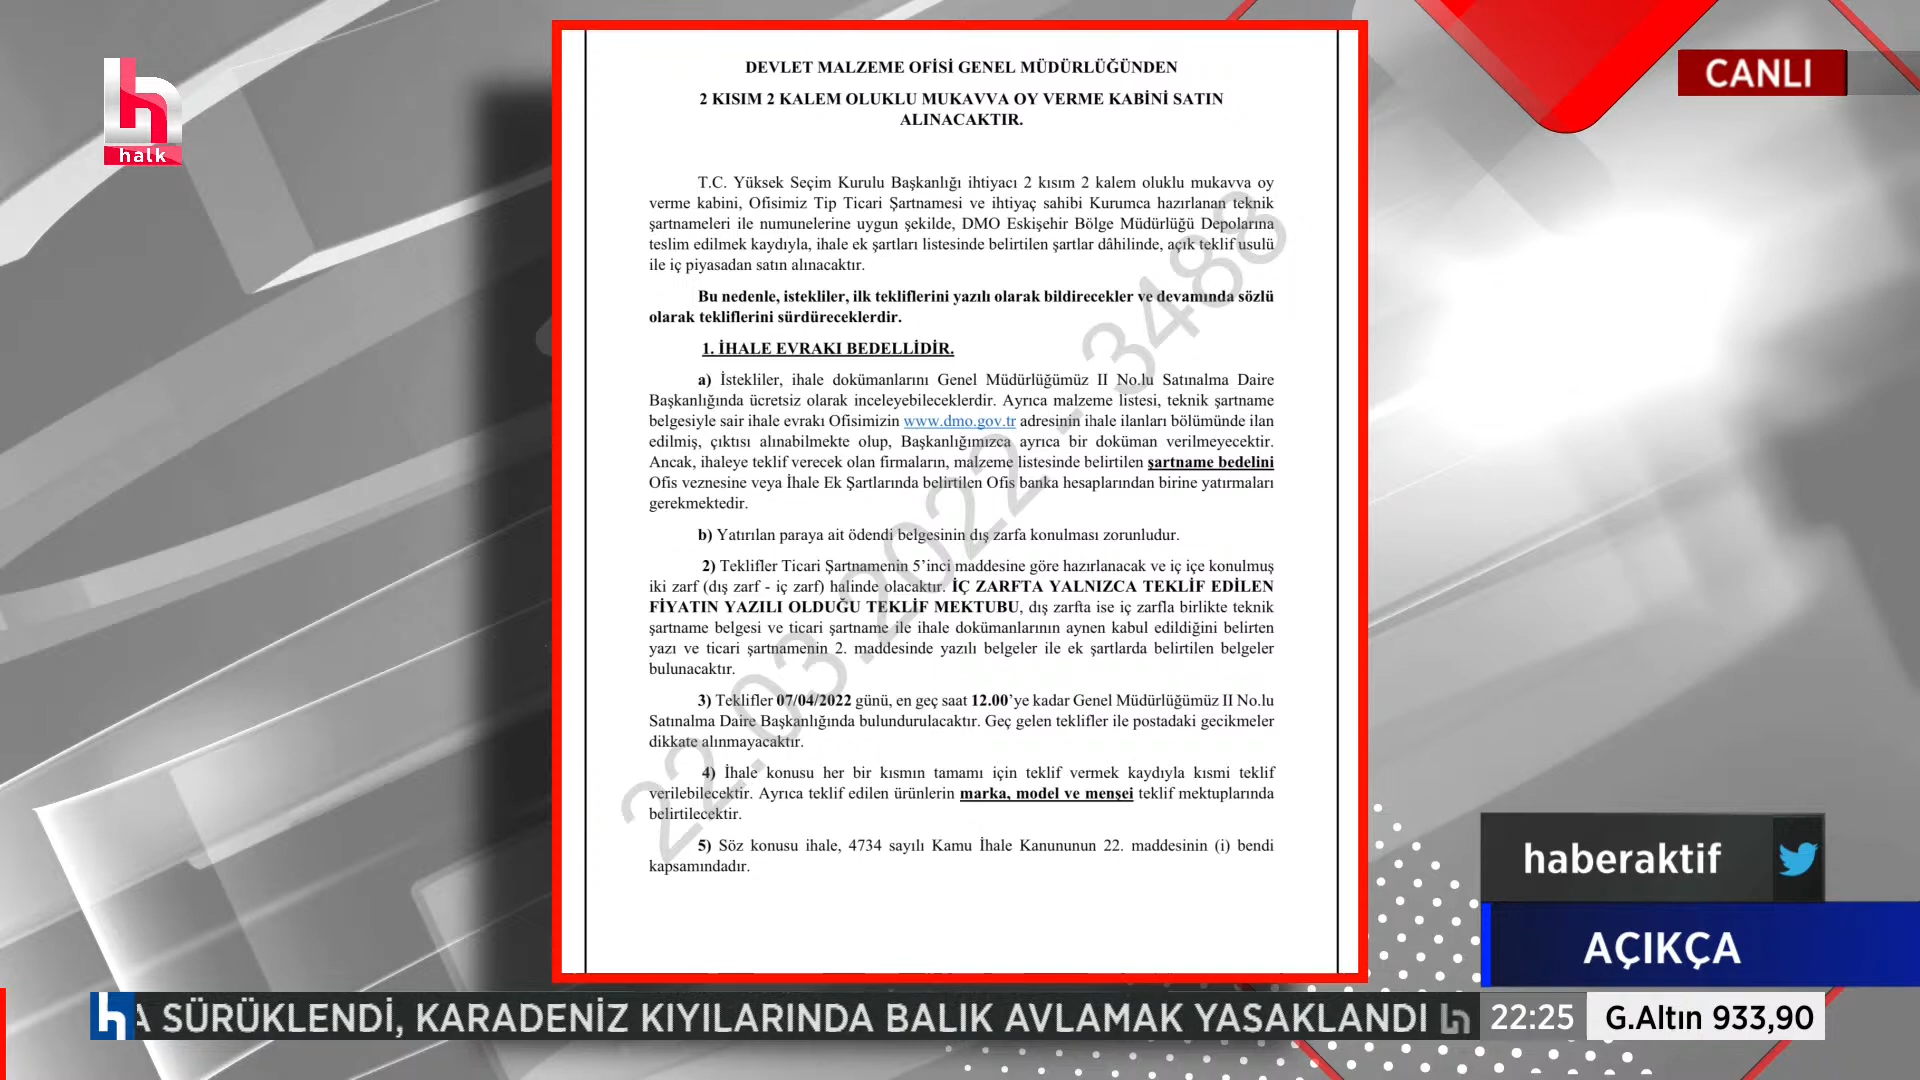 halk
CANLI
DEVLET MALZEME OFİSİ GENEL MÜDÜRLÜĞÜNDEN
2 KISIM 2 KALEM OLUKLU MUKAVVA OY VERME KABİNİ SATIN
ALINACAKTIR.
T.C. Yüksek Seçim Kurulu Başkanlığı ihtiyacı 2 kısım 2 kalem oluklu mukavva oy
verme kabini, Ofisimiz Tip Ticari Şartnamesi ve ihtiyaç sahibi Kurumca hazırlanan teknik
şartnameleri ile numunelerine uygun şekilde, DMO Eskişehir Bölge Müdürlüğü Depolarına
teslim edilmek kaydıyla, ihale ek şartları listesinde belirtilen şartlar dâhilinde, açık teklif usulü
ile iç piyasadan satın alınacaktır.
Bu nedenle, istekliler, ilk tekliflerini yazılı olarak bildirecekler ve devamında sözlü
olarak tekliflerini sürdüreceklerdir.
1. İHALE EVRAKI BEDELLİDİR.
a) İstekliler, ihale dokümanlarını Genel Müdürlüğümüz II No.lu Satınalma Daire
Başkanlığında ücretsiz olarak inceleyebileceklerdir. Ayrıca malzeme listesi, teknik şartname
belgesiyle sair ihale evrakı Ofisimizin www.dmo.gov.tr adresinin ihale ilanları bölümünde ilan
edilmiş, çıktısı alınabilmekte olup, Başkanlığımızca ayrıca bir doküman verilmeyecektir.
Ancak, ihaleye teklif verecek olan firmaların, malzeme listesinde belirtilen şartname bedelini
Ofis veznesine veya İhale Ek Şartlarında belirtilen Ofis banka hesaplarından birine yatırmaları
gerekmektedir.
b) Yatırılan paraya ait ödendi belgesinin dış zarfa konulması zorunludur.
2) Teklifler Ticari Şartnamenin 5’inci maddesine göre hazırlanacak ve iç içe konulmuş
iki zarf (dış zarf - iç zarf) halinde olacaktır. İÇ ZARFTA YALNIZCA TEKLİF EDİLEN
FİYATIN YAZILI OLDUĞU TEKLİF MEKTUBU, dış zarfta ise iç zarfla birlikte teknik
şartname belgesi ve ticari şartname ile ihale dokümanlarının aynen kabul edildiğini belirten
yazı ve ticari şartnamenin 2. maddesinde yazılı belgeler ile ek şartlarda belirtilen belgeler
bulunacaktır.
3) Teklifler 07/04/2022 günü, en geç saat 12.00’ye kadar Genel Müdürlüğümüz II No.lu
Satınalma Daire Başkanlığında bulundurulacaktır. Geç gelen teklifler ile postadaki gecikmeler
dikkate alınmayacaktır.
4) İhale konusu her bir kısmın tamamı için teklif vermek kaydıyla kısmi teklif
verilebilecektir. Ayrıca teklif edilen ürünlerin marka, model ve menşei teklif mektuplarında
belirtilecektir.
5) Söz konusu ihale, 4734 sayılı Kamu İhale Kanununun 22. maddesinin (i) bendi
kapsamındadır.
22.03.2022 - 3488
haberaktif
AÇIKÇA
A SÜRÜKLENDİ, KARADENİZ KIYILARINDA BALIK AVLAMAK YASAKLANDI
22:25
G.Altın 933,90